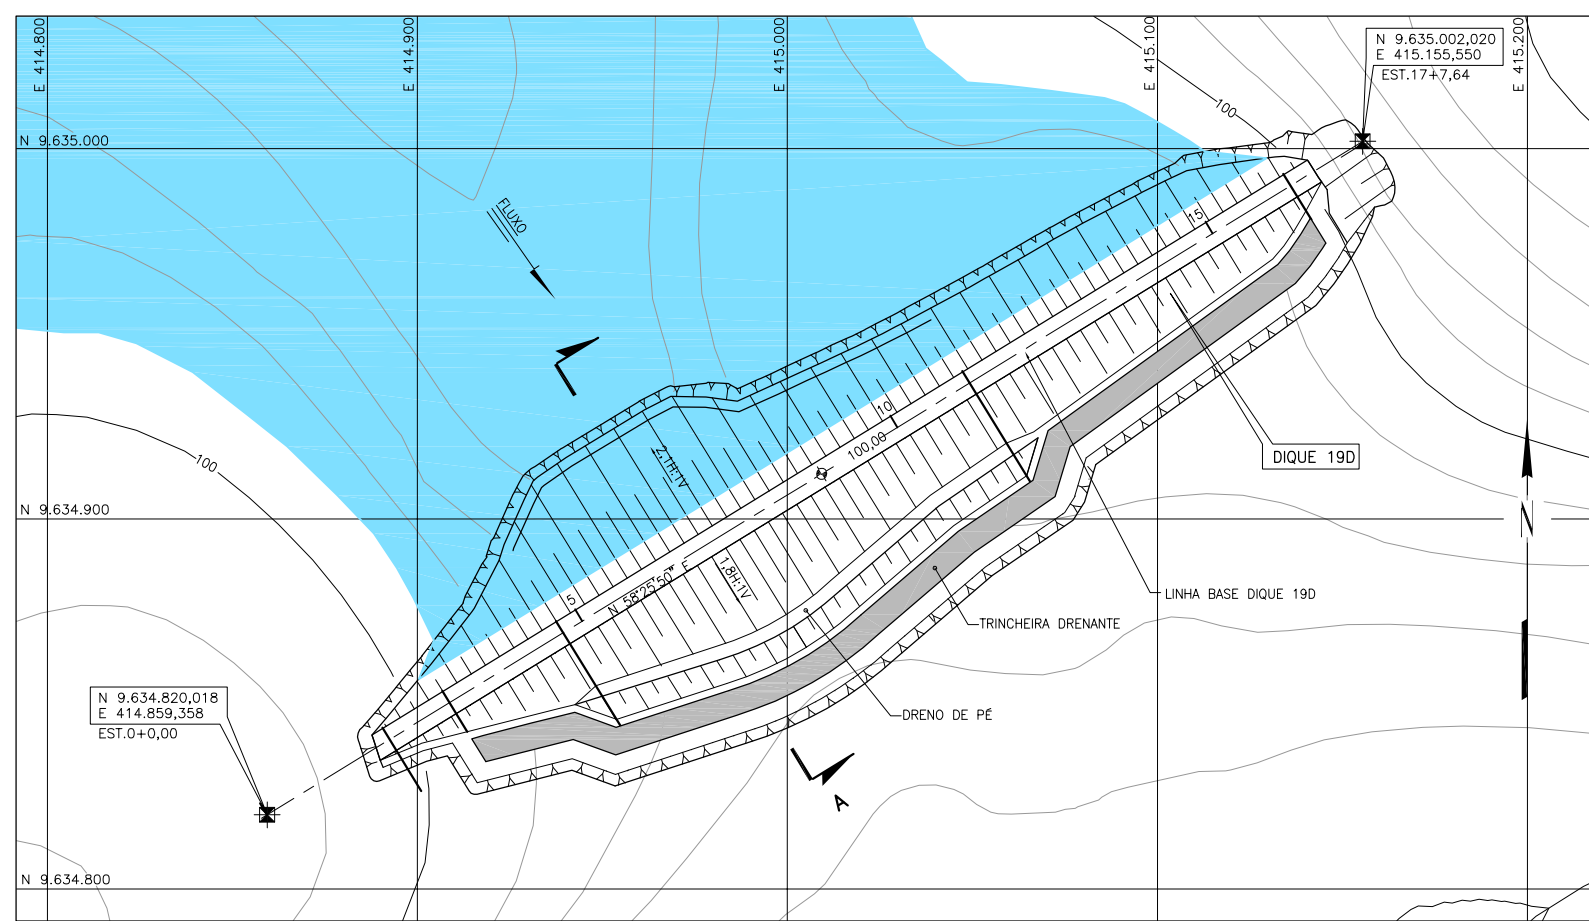 E 414.800
E 414.900
E 415.000
E 415.100
E 415.200
N 9.635.002,020
E 415.155,550
EST.17+7,64
100
N 9.635.000
FLUXO
15
10
100,00
DIQUE 19D
100
2,1H:1V
N 9.634.900
N
1,8H:1V
N 58°25'50" E
5
LINHA BASE DIQUE 19D
TRINCHEIRA DRENANTE
N 9.634.820,018
E 414.859,358
EST.0+0,00
DRENO DE PÉ
A
N 9.634.800